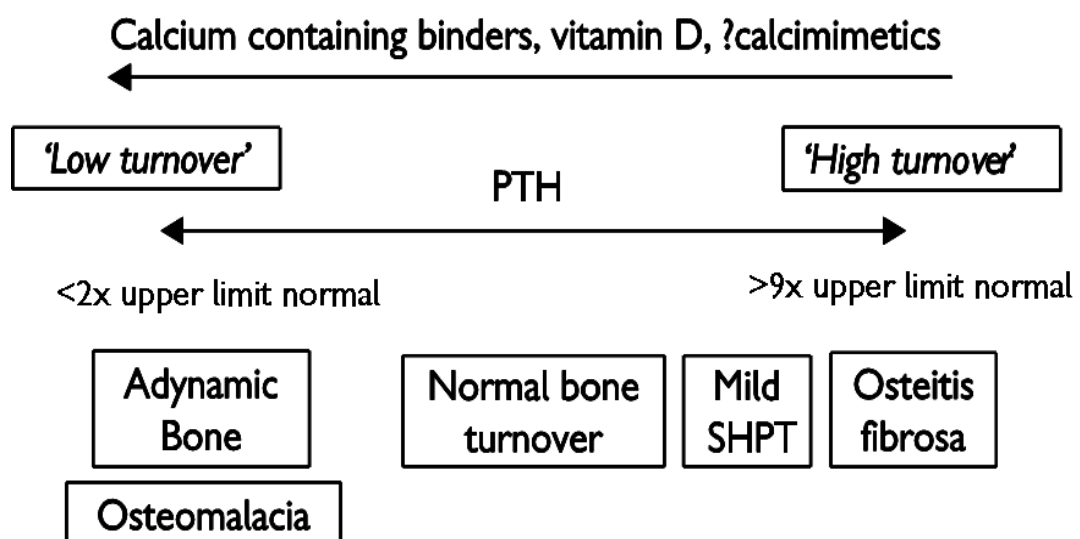 Calcium containing binders, vitamin D, ?calcimimetics
'Low turnover'
'High turnover'
PTH
<2x upper limit normal
>9x upper limit normal
Adynamic
Bone
Normal bone
turnover
Mild
SHPT
Osteitis
fibrosa
Osteomalacia